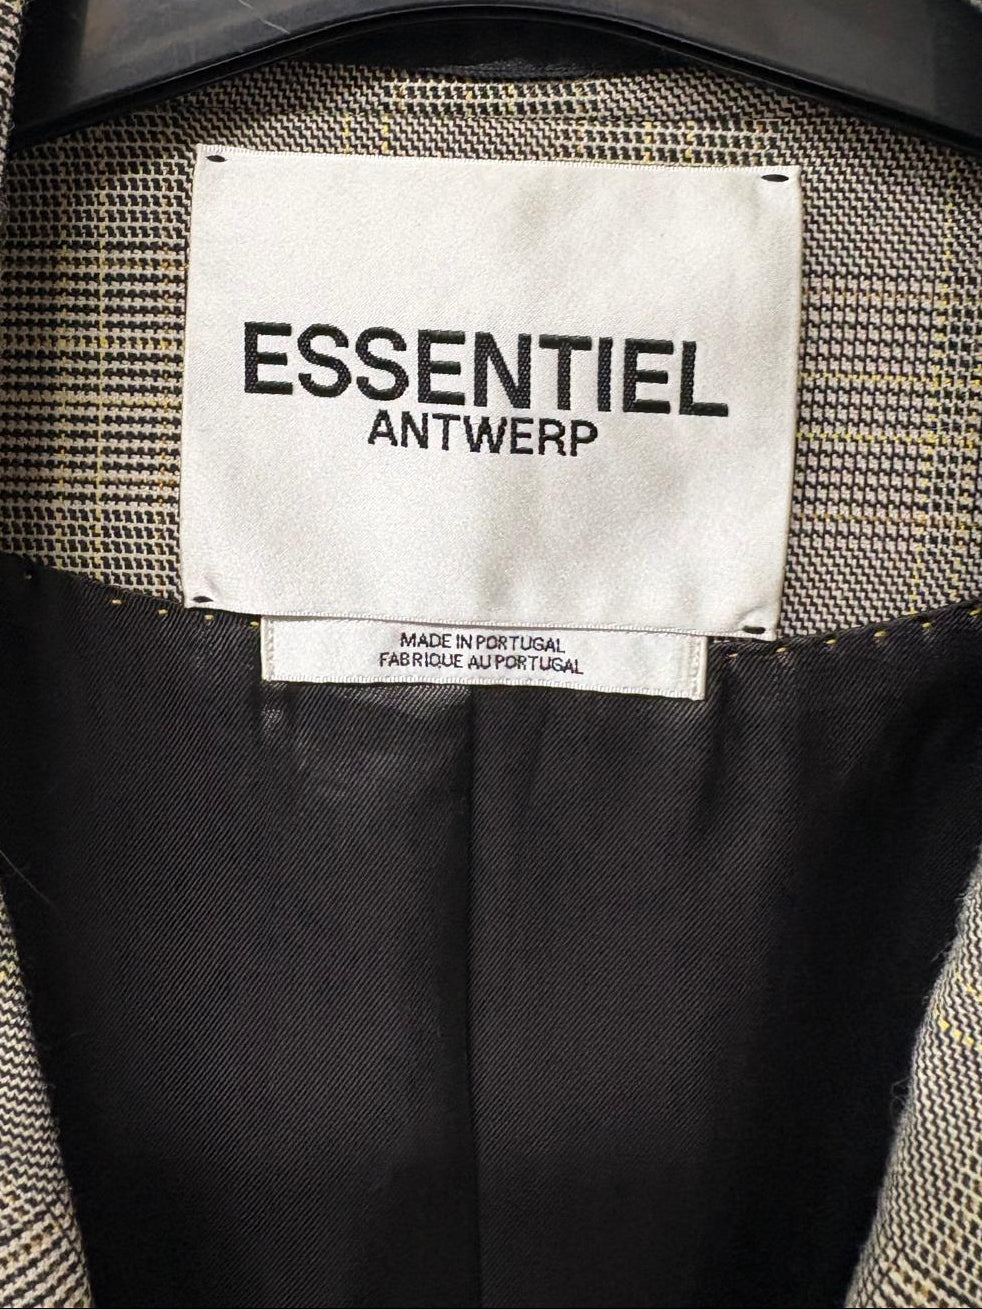 ESSENTIEL
ANTWERP
MADE IN PORTUGAL
FABRIQUE AU PORTUGAL